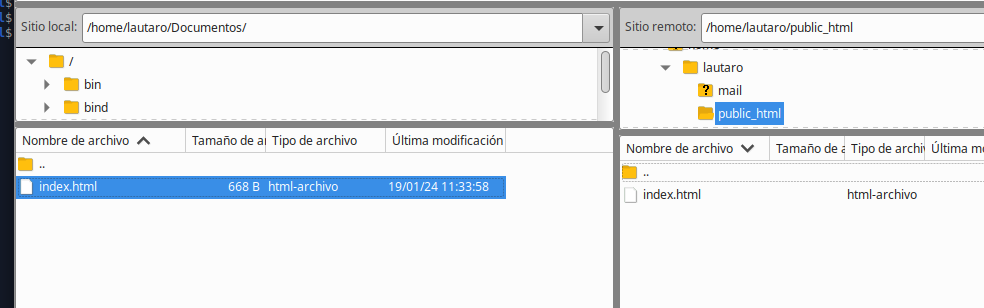 Sitio local: /home/lautaro/Documentos/
/
bin
bind
Nombre de archivo Tamaño de ar Tipo de archivo Última modificación
..
index.html 668 B html-archivo 19/01/24 11:33:58
Sitio remoto: /home/lautaro/public_html
lautaro
mail
public_html
Nombre de archivo Tamaño de a Tipo de archiv Última mo
..
index.html html-archivo